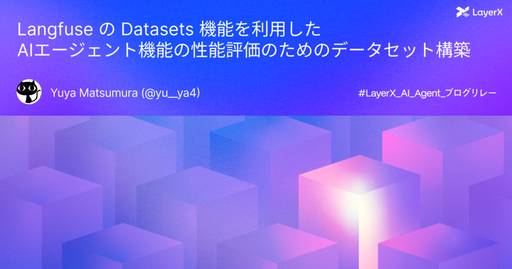 LayerX
Langfuse の Datasets 機能を利用した
AIエージェント機能の性能評価のためのデータセット構築
Yuya Matsumura (@yu__ya4)
#LayerX_AI_Agent_ブログリレー